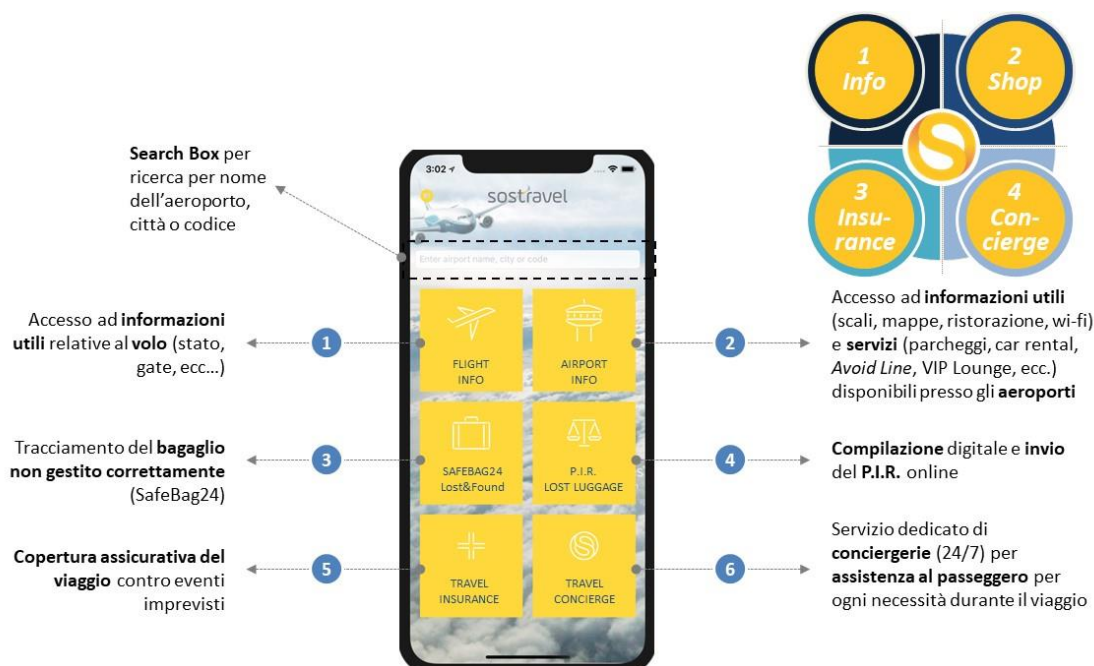 1
Info
2
Shop
3
Insu-
rance
4
Con-
cierge
Search Box per
ricerca per nome
dell'aeroporto,
città o codice
3:02
sostravel
Enter airport name, city or code
Accesso ad informazioni
utili relative al volo (stato,
gate, ecc...)
1
FLIGHT
INFO
AIRPORT
INFO
2
Accesso ad informazioni utili
(scali, mappe, ristorazione, wi-fi)
e servizi (parcheggi, car rental,
Avoid Line, VIP Lounge, ecc.)
disponibili presso gli aeroporti
Tracciamento del bagaglio
non gestito correttamente
(SafeBag24)
3
SAFEBAG24
Lost&Found
P.I.R.
LOST LUGGAGE
4
Compilazione digitale e invio
del P.I.R. online
Copertura assicurativa del
viaggio contro eventi
imprevisti
5
TRAVEL
INSURANCE
TRAVEL
CONCIERGE
6
Servizio dedicato di
conciergerie (24/7) per
assistenza al passeggero per
ogni necessità durante il viaggio